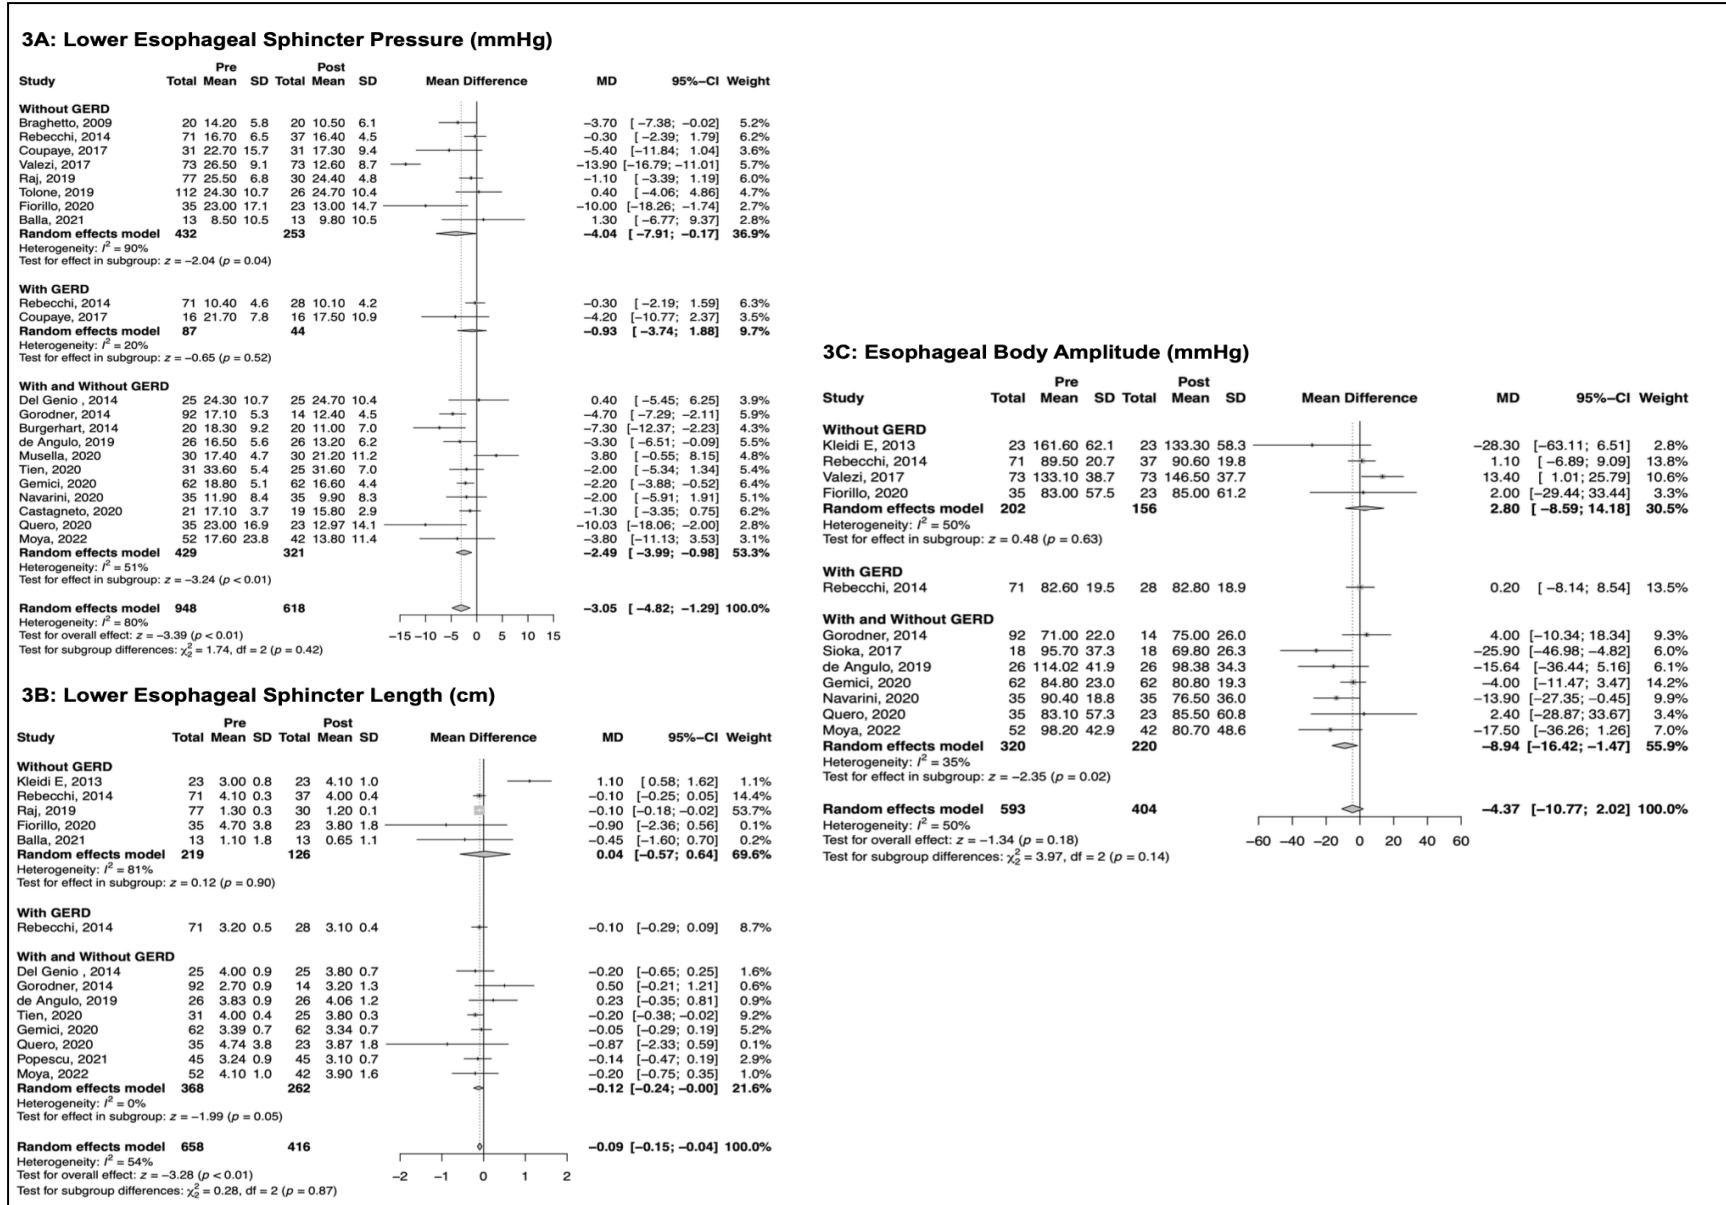 3A: Lower Esophageal Sphincter Pressure (mmHg)
Pre Post
Study Total Mean SD Total Mean SD Mean Difference MD 95%−CI Weight
Without GERD
Braghetto, 2009 20 14.20 5.8 20 10.50 6.1 −3.70 [ −7.38; −0.02] 5.2%
Rebecchi, 2014 71 16.70 6.5 37 16.40 4.5 −0.30 [ −2.39; 1.79] 6.2%
Coupaye, 2017 31 22.70 15.7 31 17.30 9.4 −5.40 [−11.84; 1.04] 3.6%
Valezi, 2017 73 26.50 9.1 73 12.60 8.7 −13.90 [−16.79; −11.01] 5.7%
Raj, 2019 77 25.50 6.8 30 24.40 4.8 −1.10 [ −3.39; 1.19] 6.0%
Tolone, 2019 112 24.30 10.7 26 24.70 10.4 0.40 [ −4.06; 4.86] 4.7%
Fiorillo, 2020 35 23.00 17.1 23 13.00 14.7 −10.00 [−18.26; −1.74] 2.7%
Balla, 2021 13 8.50 10.5 13 9.80 10.5 1.30 [ −6.77; 9.37] 2.8%
Random effects model 432 253 −4.04 [ −7.91; −0.17] 36.9%
Heterogeneity: I² = 90%
Test for effect in subgroup: z = −2.04 (p = 0.04)
With GERD
Rebecchi, 2014 71 10.40 4.6 28 10.10 4.2 −0.30 [ −2.19; 1.59] 6.3%
Coupaye, 2017 16 21.70 7.8 16 17.50 10.9 −4.20 [−10.77; 2.37] 3.5%
Random effects model 87 44 −0.93 [ −3.74; 1.88] 9.7%
Heterogeneity: I² = 20%
Test for effect in subgroup: z = −0.65 (p = 0.52)
With and Without GERD
Del Genio , 2014 25 24.30 10.7 25 24.70 10.4 0.40 [ −5.45; 6.25] 3.9%
Gorodner, 2014 92 17.10 5.3 14 12.40 4.5 −4.70 [ −7.29; −2.11] 5.9%
Burgerhart, 2014 20 18.30 9.2 20 11.00 7.0 −7.30 [−12.37; −2.23] 4.3%
de Angulo, 2019 26 16.50 5.6 26 13.20 6.2 −3.30 [ −6.51; −0.09] 5.5%
Musella, 2020 30 17.40 4.7 30 21.20 11.2 3.80 [ −0.55; 8.15] 4.8%
Tien, 2020 31 33.60 5.4 25 31.60 7.0 −2.00 [ −5.34; 1.34] 5.4%
Gemici, 2020 62 18.80 5.1 62 16.60 4.4 −2.20 [ −3.88; −0.52] 6.4%
Navarini, 2020 35 11.90 8.4 35 9.90 8.3 −2.00 [ −5.91; 1.91] 5.1%
Castagneto, 2020 21 17.10 3.7 19 15.80 2.9 −1.30 [ −3.35; 0.75] 6.2%
Quero, 2020 35 23.00 16.9 23 12.97 14.1 −10.03 [−18.06; −2.00] 2.8%
Moya, 2022 52 17.60 23.8 42 13.80 11.4 −3.80 [−11.13; 3.53] 3.1%
Random effects model 429 321 −2.49 [ −3.99; −0.98] 53.3%
Heterogeneity: I² = 51%
Test for effect in subgroup: z = −3.24 (p < 0.01)
Random effects model 948 618 −3.05 [ −4.82; −1.29] 100.0%
Heterogeneity: I² = 80%
Test for overall effect: z = −3.39 (p < 0.01)
Test for subgroup differences: χ²₂ = 1.74, df = 2 (p = 0.42)
−15 −10 −5 0 5 10 15
3B: Lower Esophageal Sphincter Length (cm)
Pre Post
Study Total Mean SD Total Mean SD Mean Difference MD 95%−CI Weight
Without GERD
Kleidi E, 2013 23 3.00 0.8 23 4.10 1.0 1.10 [ 0.58; 1.62] 1.1%
Rebecchi, 2014 71 4.10 0.3 37 4.00 0.4 −0.10 [−0.25; 0.05] 14.4%
Raj, 2019 77 1.30 0.3 30 1.20 0.1 −0.10 [−0.18; −0.02] 53.7%
Fiorillo, 2020 35 4.70 3.8 23 3.80 1.8 −0.90 [−2.36; 0.56] 0.1%
Balla, 2021 13 1.10 1.8 13 0.65 1.1 −0.45 [−1.60; 0.70] 0.2%
Random effects model 219 126 0.04 [−0.57; 0.64] 69.6%
Heterogeneity: I² = 81%
Test for effect in subgroup: z = 0.12 (p = 0.90)
With GERD
Rebecchi, 2014 71 3.20 0.5 28 3.10 0.4 −0.10 [−0.29; 0.09] 8.7%
With and Without GERD
Del Genio , 2014 25 4.00 0.9 25 3.80 0.7 −0.20 [−0.65; 0.25] 1.6%
Gorodner, 2014 92 2.70 0.9 14 3.20 1.3 0.50 [−0.21; 1.21] 0.6%
de Angulo, 2019 26 3.83 0.9 26 4.06 1.2 0.23 [−0.35; 0.81] 0.9%
Tien, 2020 31 4.00 0.4 25 3.80 0.3 −0.20 [−0.38; −0.02] 9.2%
Gemici, 2020 62 3.39 0.7 62 3.34 0.7 −0.05 [−0.29; 0.19] 5.2%
Quero, 2020 35 4.74 3.8 23 3.87 1.8 −0.87 [−2.33; 0.59] 0.1%
Popescu, 2021 45 3.24 0.9 45 3.10 0.7 −0.14 [−0.47; 0.19] 2.9%
Moya, 2022 52 4.10 1.0 42 3.90 1.6 −0.20 [−0.75; 0.35] 1.0%
Random effects model 368 262 −0.12 [−0.24; −0.00] 21.6%
Heterogeneity: I² = 0%
Test for effect in subgroup: z = −1.99 (p = 0.05)
Random effects model 658 416 −0.09 [−0.15; −0.04] 100.0%
Heterogeneity: I² = 54%
Test for overall effect: z = −3.28 (p < 0.01)
Test for subgroup differences: χ²₂ = 0.28, df = 2 (p = 0.87)
−2 −1 0 1 2
3C: Esophageal Body Amplitude (mmHg)
Pre Post
Study Total Mean SD Total Mean SD Mean Difference MD 95%−CI Weight
Without GERD
Kleidi E, 2013 23 161.60 62.1 23 133.30 58.3 −28.30 [−63.11; 6.51] 2.8%
Rebecchi, 2014 71 89.50 20.7 37 90.60 19.8 1.10 [ −6.89; 9.09] 13.8%
Valezi, 2017 73 133.10 38.7 73 146.50 37.7 13.40 [ 1.01; 25.79] 10.6%
Fiorillo, 2020 35 83.00 57.5 23 85.00 61.2 2.00 [−29.44; 33.44] 3.3%
Random effects model 202 156 2.80 [ −8.59; 14.18] 30.5%
Heterogeneity: I² = 50%
Test for effect in subgroup: z = 0.48 (p = 0.63)
With GERD
Rebecchi, 2014 71 82.60 19.5 28 82.80 18.9 0.20 [ −8.14; 8.54] 13.5%
With and Without GERD
Gorodner, 2014 92 71.00 22.0 14 75.00 26.0 4.00 [−10.34; 18.34] 9.3%
Sioka, 2017 18 95.70 37.3 18 69.80 26.3 −25.90 [−46.98; −4.82] 6.0%
de Angulo, 2019 26 114.02 41.9 26 98.38 34.3 −15.64 [−36.44; 5.16] 6.1%
Gemici, 2020 62 84.80 23.0 62 80.80 19.3 −4.00 [−11.47; 3.47] 14.2%
Navarini, 2020 35 90.40 18.8 35 76.50 36.0 −13.90 [−27.35; −0.45] 9.9%
Quero, 2020 35 83.10 57.3 23 85.50 60.8 2.40 [−28.87; 33.67] 3.4%
Moya, 2022 52 98.20 42.9 42 80.70 48.6 −17.50 [−36.26; 1.26] 7.0%
Random effects model 320 220 −8.94 [−16.42; −1.47] 55.9%
Heterogeneity: I² = 35%
Test for effect in subgroup: z = −2.35 (p = 0.02)
Random effects model 593 404 −4.37 [−10.77; 2.02] 100.0%
Heterogeneity: I² = 50%
Test for overall effect: z = −1.34 (p = 0.18)
Test for subgroup differences: χ²₂ = 3.97, df = 2 (p = 0.14)
−60 −40 −20 0 20 40 60